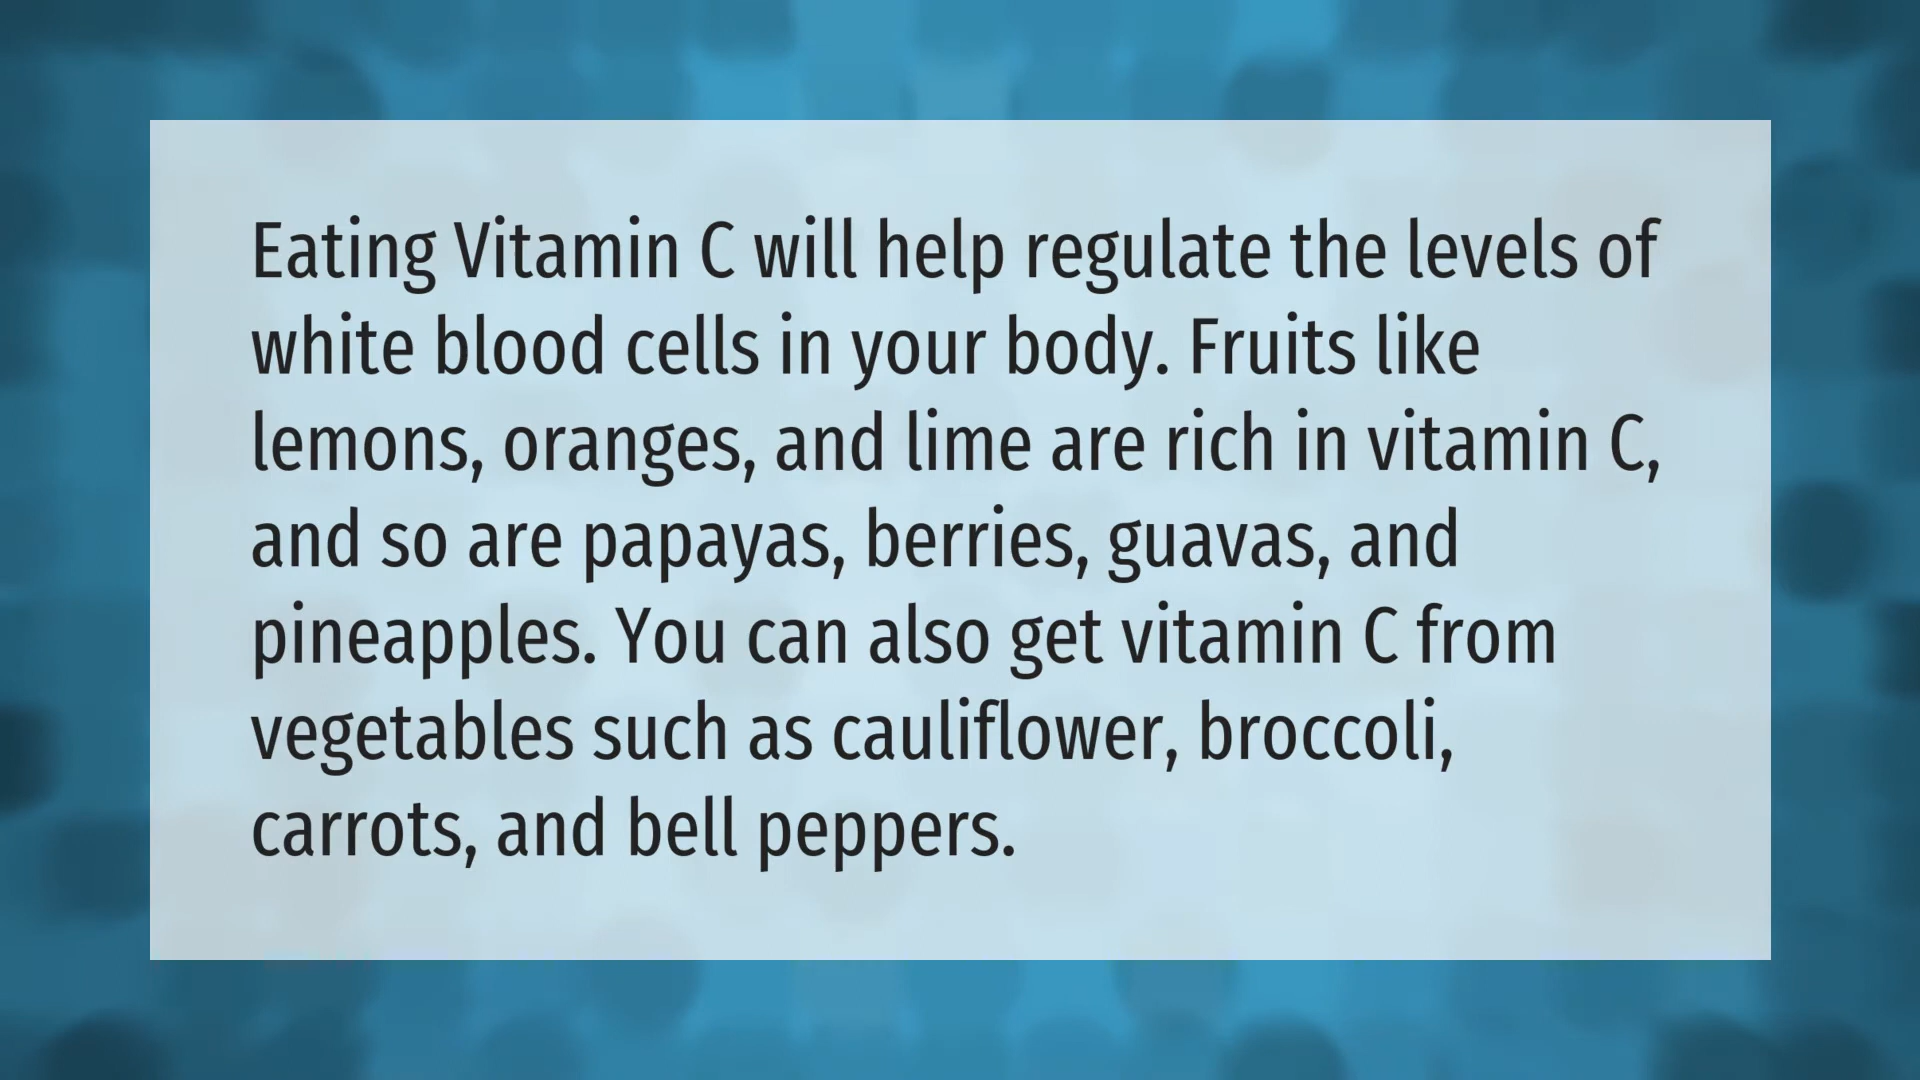 Eating Vitamin C will help regulate the levels of
white blood cells in your body. Fruits like
lemons, oranges, and lime are rich in vitamin C,
and so are papayas, berries, guavas, and
pineapples. You can also get vitamin C from
vegetables such as cauliflower, broccoli,
carrots, and bell peppers.